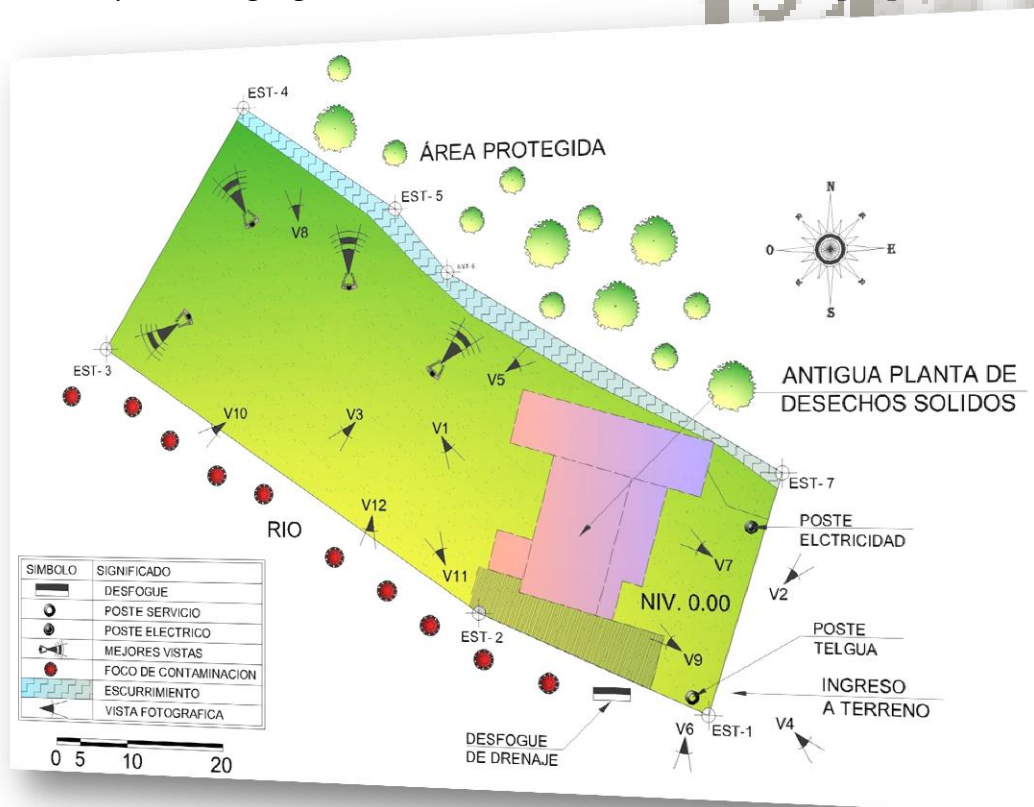 EST-4
ÁREA PROTEGIDA
EST-5
V8
N
O
E
S
EST-6
EST-3
V5
ANTIGUA PLANTA DE
DESECHOS SOLIDOS
V10
V3
V1
EST-7
RIO
V12
V11
V7
POSTE
ELCTRICIDAD
V2
NIV. 0.00
EST-2
V9
POSTE
TELGUA
INGRESO
A TERRENO
EST-1
V6
V4
DESFOGUE
DE DRENAJE
SIMBOLO SIGNIFICADO
DESFOGUE
POSTE SERVICIO
POSTE ELECTRICO
MEJORES VISTAS
FOCO DE CONTAMINACION
ESCURRIMIENTO
VISTA FOTOGRAFICA
0 5 10 20